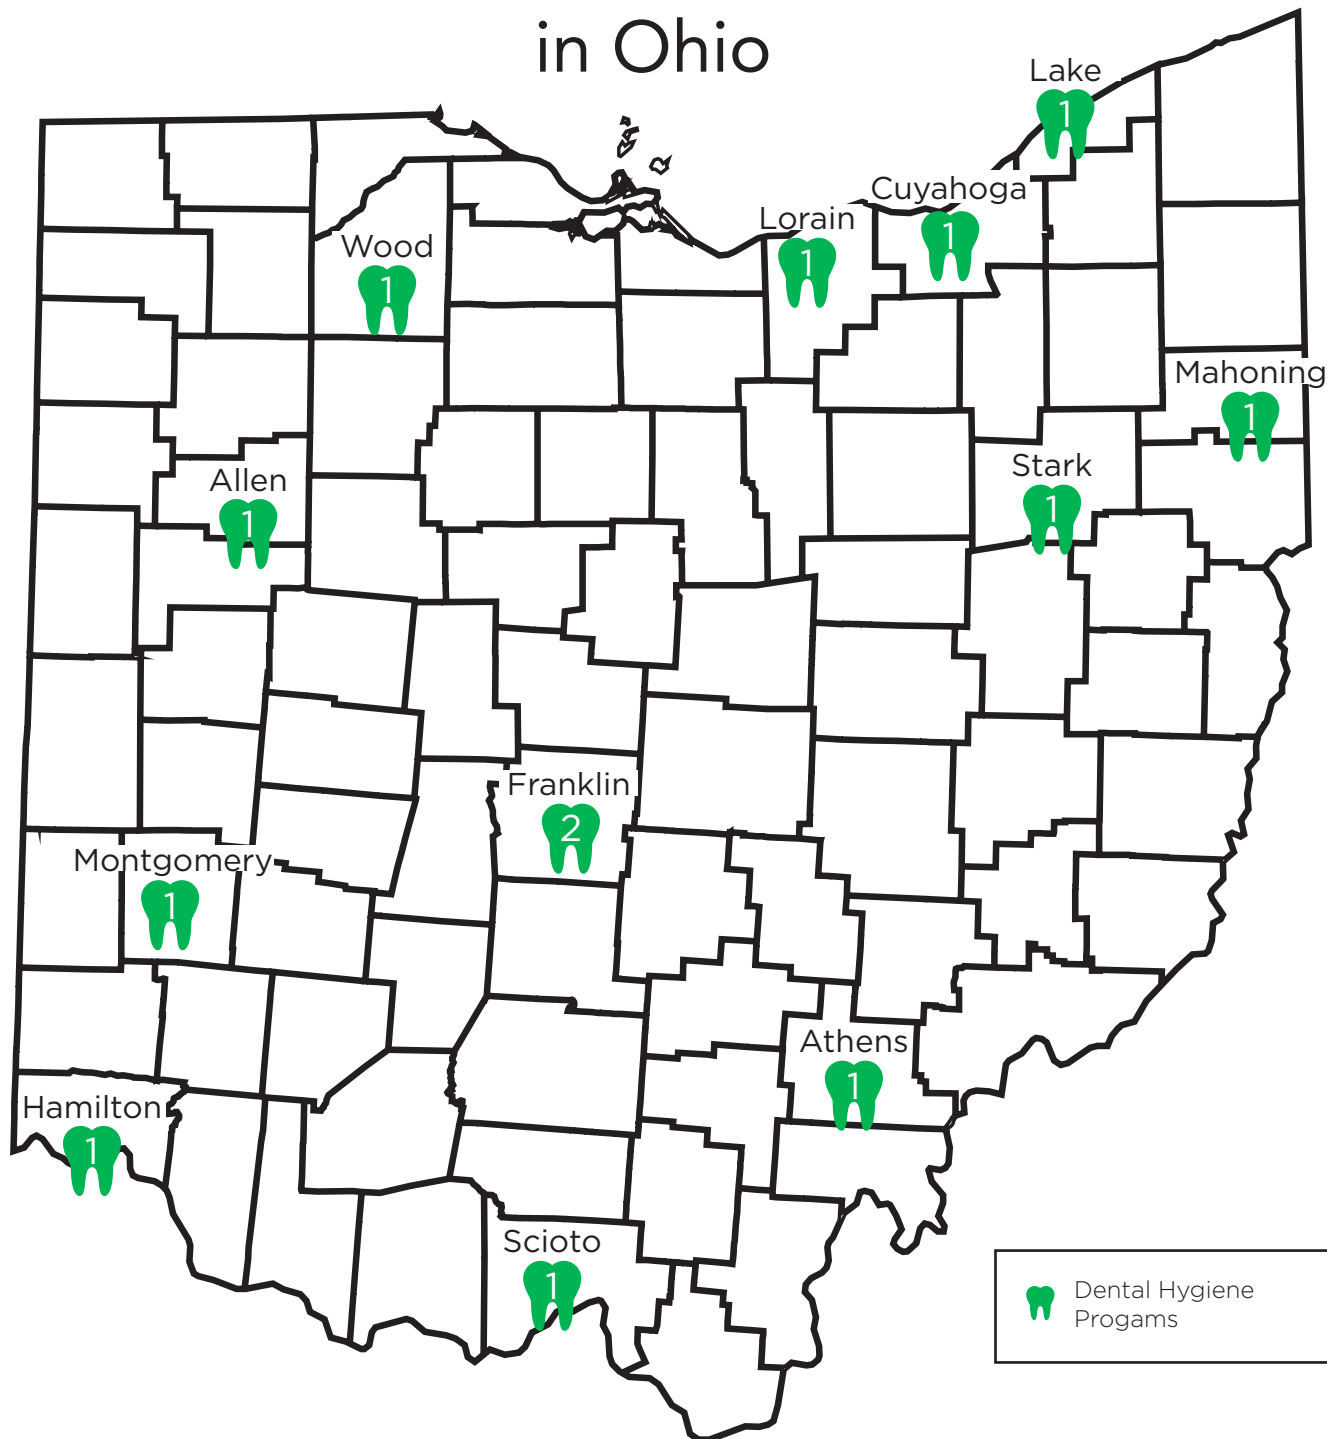 in Ohio
Lake
1
Cuyahoga
1
Lorain
1
Wood
1
Mahoning
1
Stark
1
Allen
1
Franklin
2
Montgomery
1
Athens
1
Hamilton
1
Scioto
1
Dental Hygiene
Progams